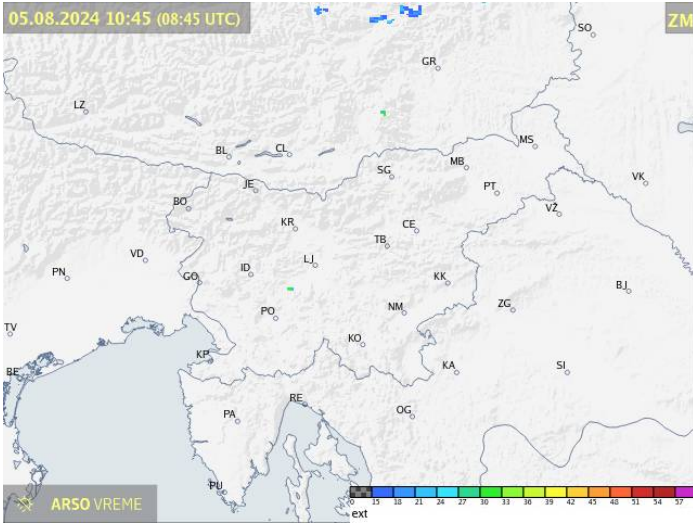 05.08.2024 10:45 (08:45 UTC)
ZM
SO
GR
LZ
MS
BL
CL
MB
SG
VK
JE
PT
BO
VŽ
KR
CE
TB
VD
LJ
PN
GO
ID
KK
BJ
NM
ZG
PO
TV
KO
KP
KA
SI
BE
RE
PA
OG
PU
ARSO VREME
15 18 21 24 27 30 33 36 39 42 45 48 51 54 57
ext